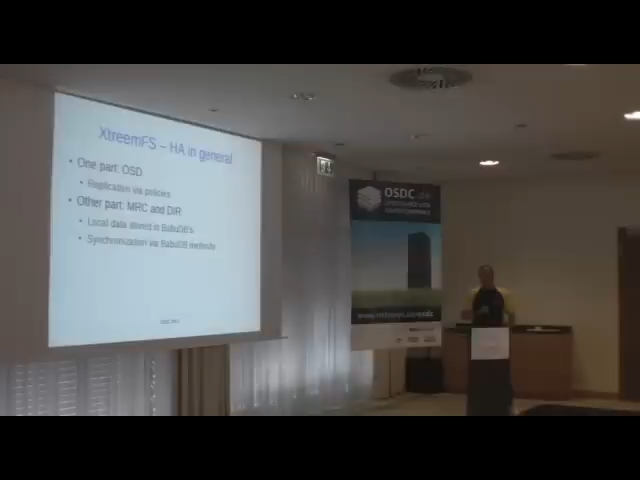 XtreemFS – HA in general
• One part: OSD
• Replication via policies
• Other part: MRC and DIR
• Local data stored in BabuDB's
• Synchronization via BabuDB methods
OSDC.de